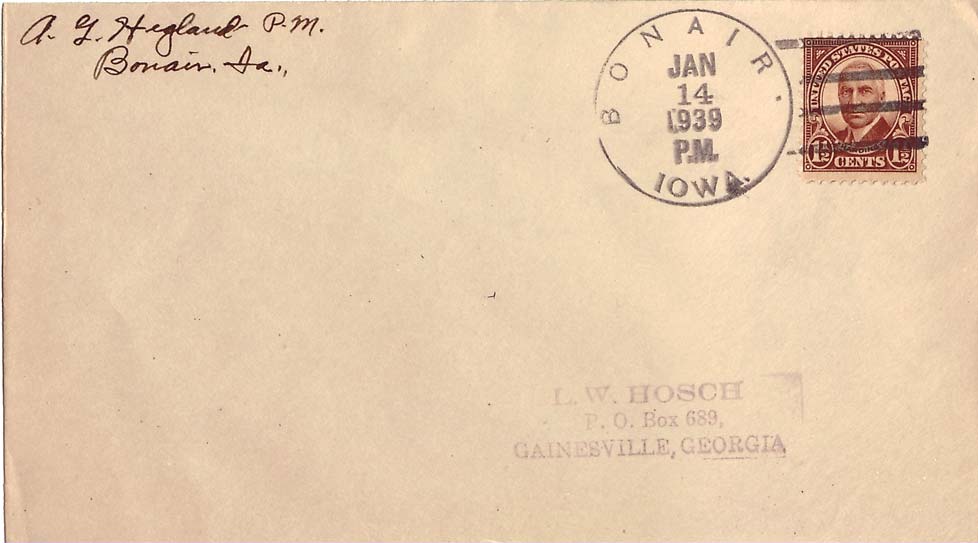 A. G. Hegland P.M.
Bonair, Ia.,
BONAIR.
JAN
14
1939
P.M.
IOWA.
UNITED STATES POSTAGE
HARDING
1½ CENTS 1½
L. W. HOSCH
P. O. Box 689,
GAINESVILLE, GEORGIA